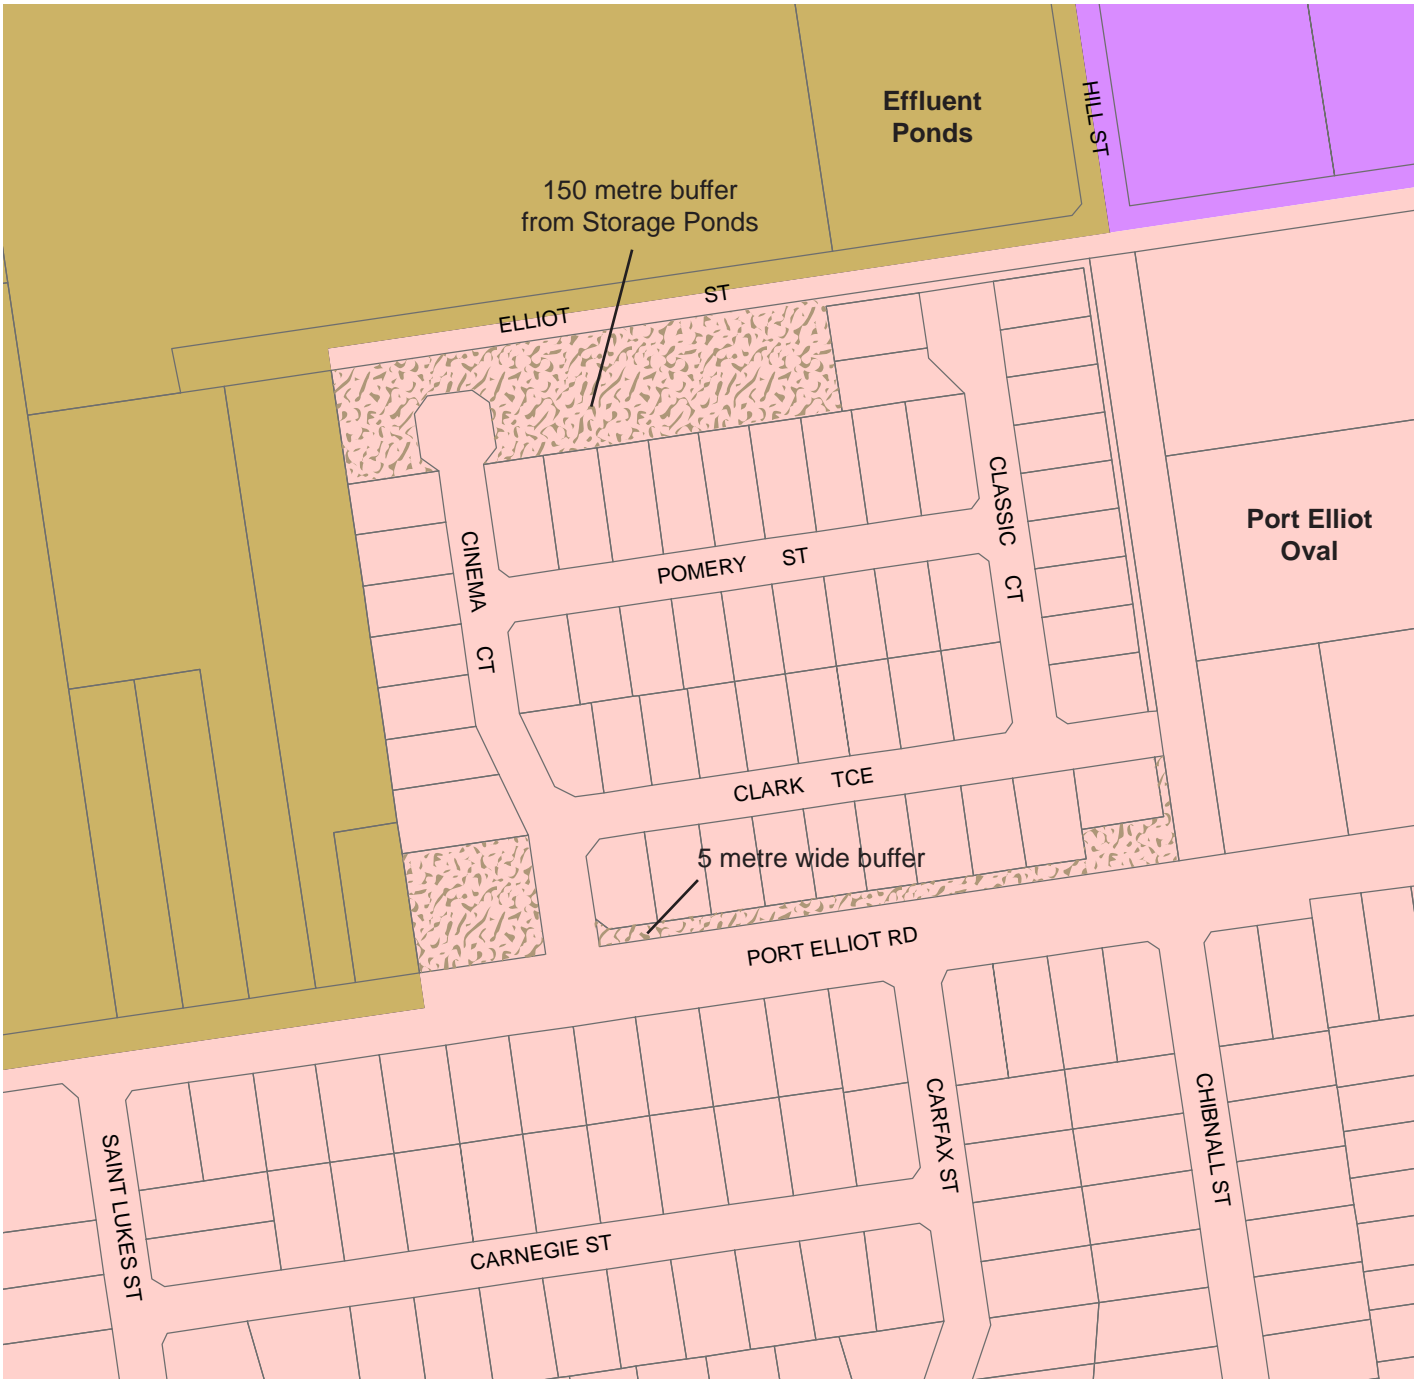 Effluent
Ponds
HILL ST
150 metre buffer
from Storage Ponds
ELLIOT ST
CLASSIC CT
Port Elliot
Oval
CINEMA CT
POMERY ST
CLARK TCE
5 metre wide buffer
PORT ELLIOT RD
SAINT LUKES ST
CARFAX ST
CHIBNALL ST
CARNEGIE ST